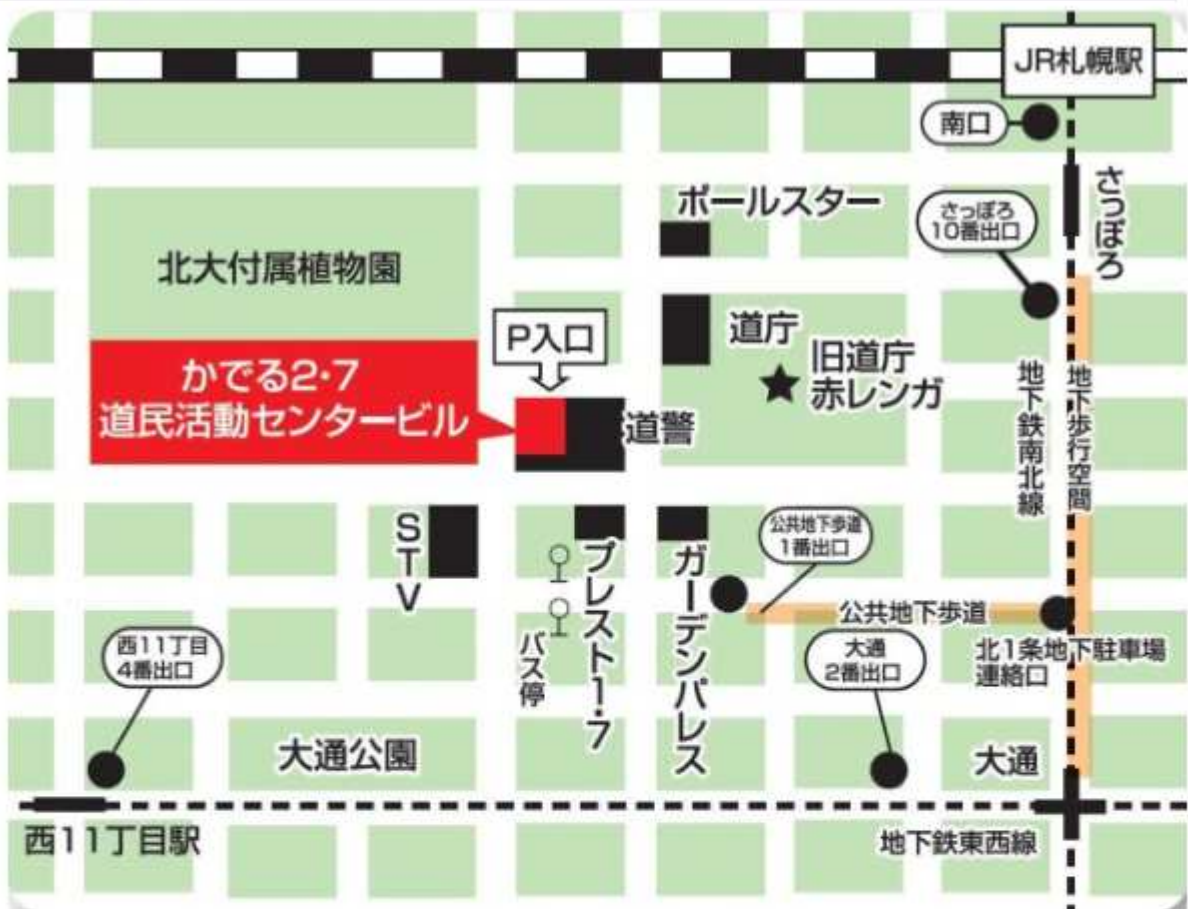 JR札幌駅
南口
さっぽろ
ポールスター
さっぽろ
10番出口
北大付属植物園
P入口
道庁
旧道庁
赤レンガ
かでる2・7
道民活動センタービル
道警
地下鉄南北線
地下歩行空間
STV
プレスト1・7
ガーデンパレス
公共地下歩道
1番出口
公共地下歩道
バス停
西11丁目
4番出口
大通
2番出口
北1条地下駐車場
連絡口
大通公園
大通
西11丁目駅
地下鉄東西線